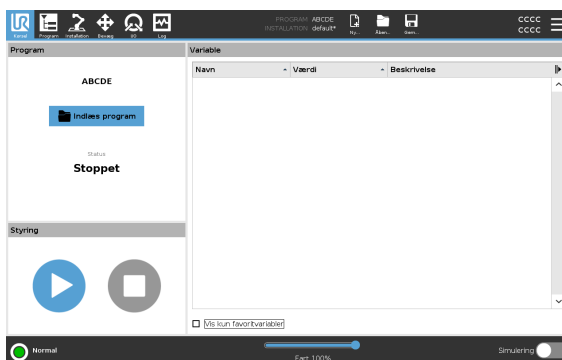 UR
Kørsel
Program
Installation
Bevæg
I/O
Log
PROGRAM ABCDE
INSTALLATION default*
Ny...
Åben...
Gem...
CCCC
CCCC
Program
Variable
ABCDE
Indlæs program
Status
Stoppet
Navn
Værdi
Beskrivelse
Styring
Vis kun favoritvariabler
Normal
Fart 100%
Simulering